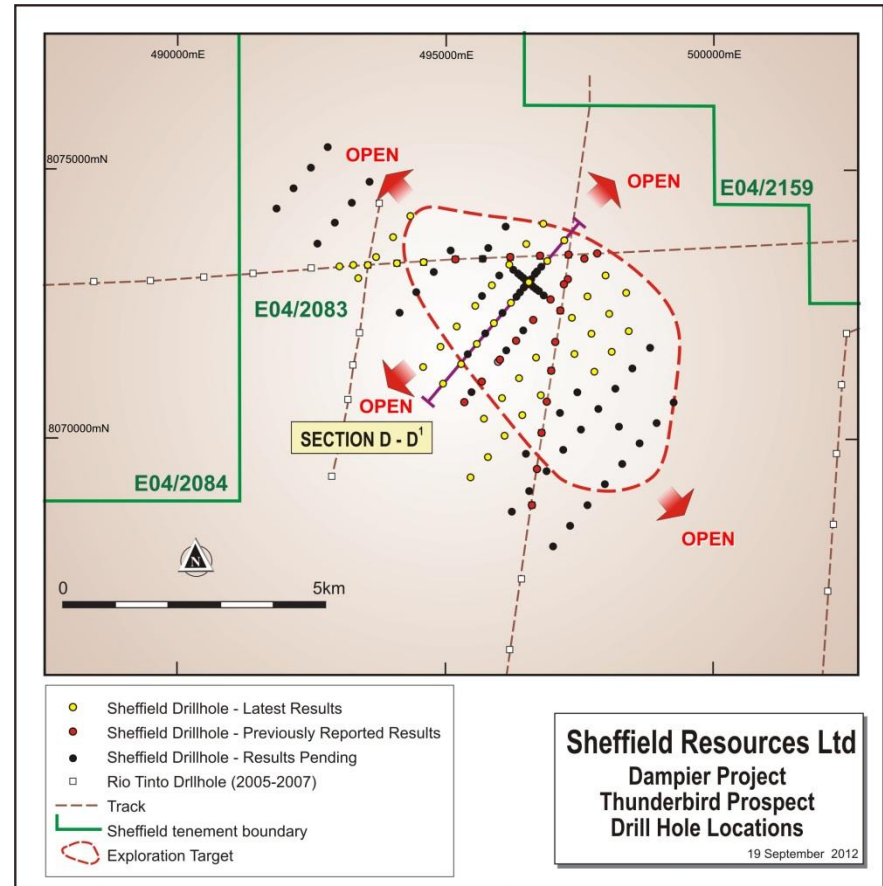 490000mE
495000mE
500000mE
8075000mN
OPEN
OPEN
E04/2159
E04/2083
OPEN
8070000mN
SECTION D - D1
E04/2084
OPEN
N
0
5km
Sheffield Drillhole - Latest Results
Sheffield Drillhole - Previously Reported Results
Sheffield Drillhole - Results Pending
Rio Tinto Drllhole (2005-2007)
Track
Sheffield tenement boundary
Exploration Target
Sheffield Resources Ltd
Dampier Project
Thunderbird Prospect
Drill Hole Locations
19 September 2012